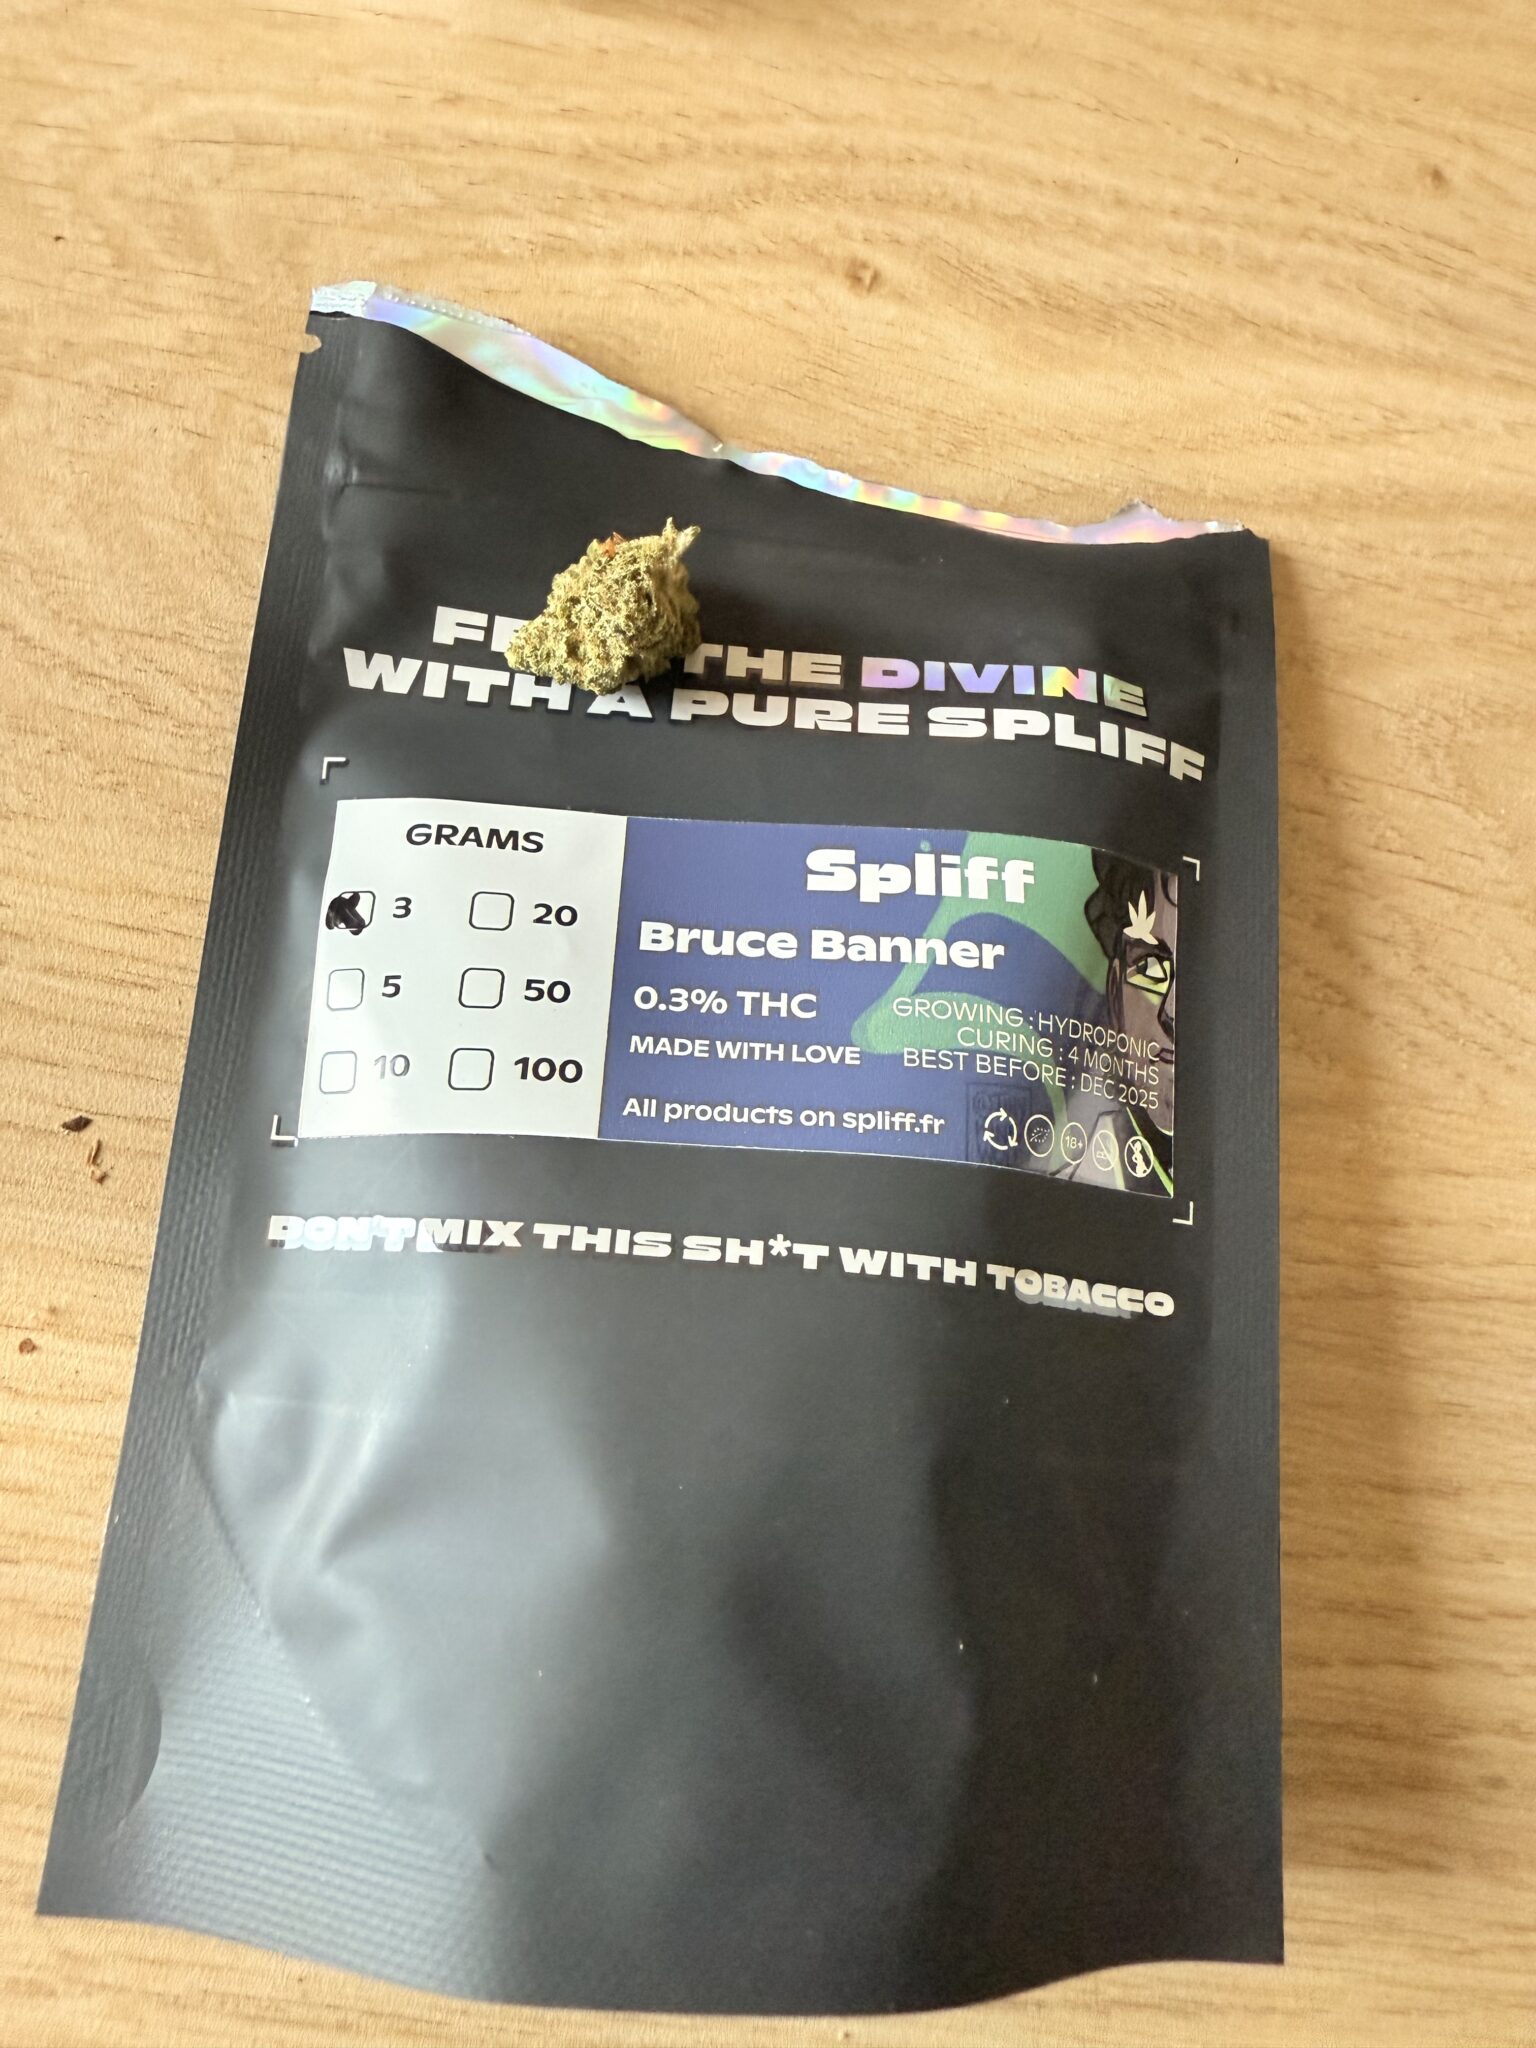 THE DIVINE
WITH A PURE SPLIFF
GRAMS
3 20
5 50
10 100
Spliff
Bruce Banner
0.3% THC
MADE WITH LOVE
GROWING : HYDROPONIC
CURING : 4 MONTHS
BEST BEFORE : DEC 2025
All products on spliff.fr
18+
DON'T MIX THIS SH*T WITH TOBACCO